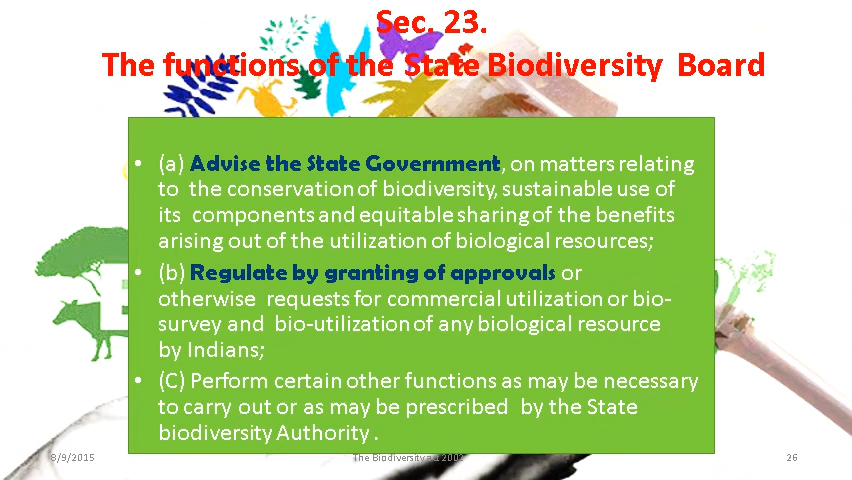 Sec. 23.
The functions of the State Biodiversity Board
• (a) Advise the State Government, on matters relating
to the conservation of biodiversity, sustainable use of
its components and equitable sharing of the benefits
arising out of the utilization of biological resources;
• (b) Regulate by granting of approvals or
otherwise requests for commercial utilization or bio-
survey and bio-utilization of any biological resource
by Indians;
• (C) Perform certain other functions as may be necessary
to carry out or as may be prescribed by the State
biodiversity Authority .
8/9/2015
The Biodiversity act 2002
26